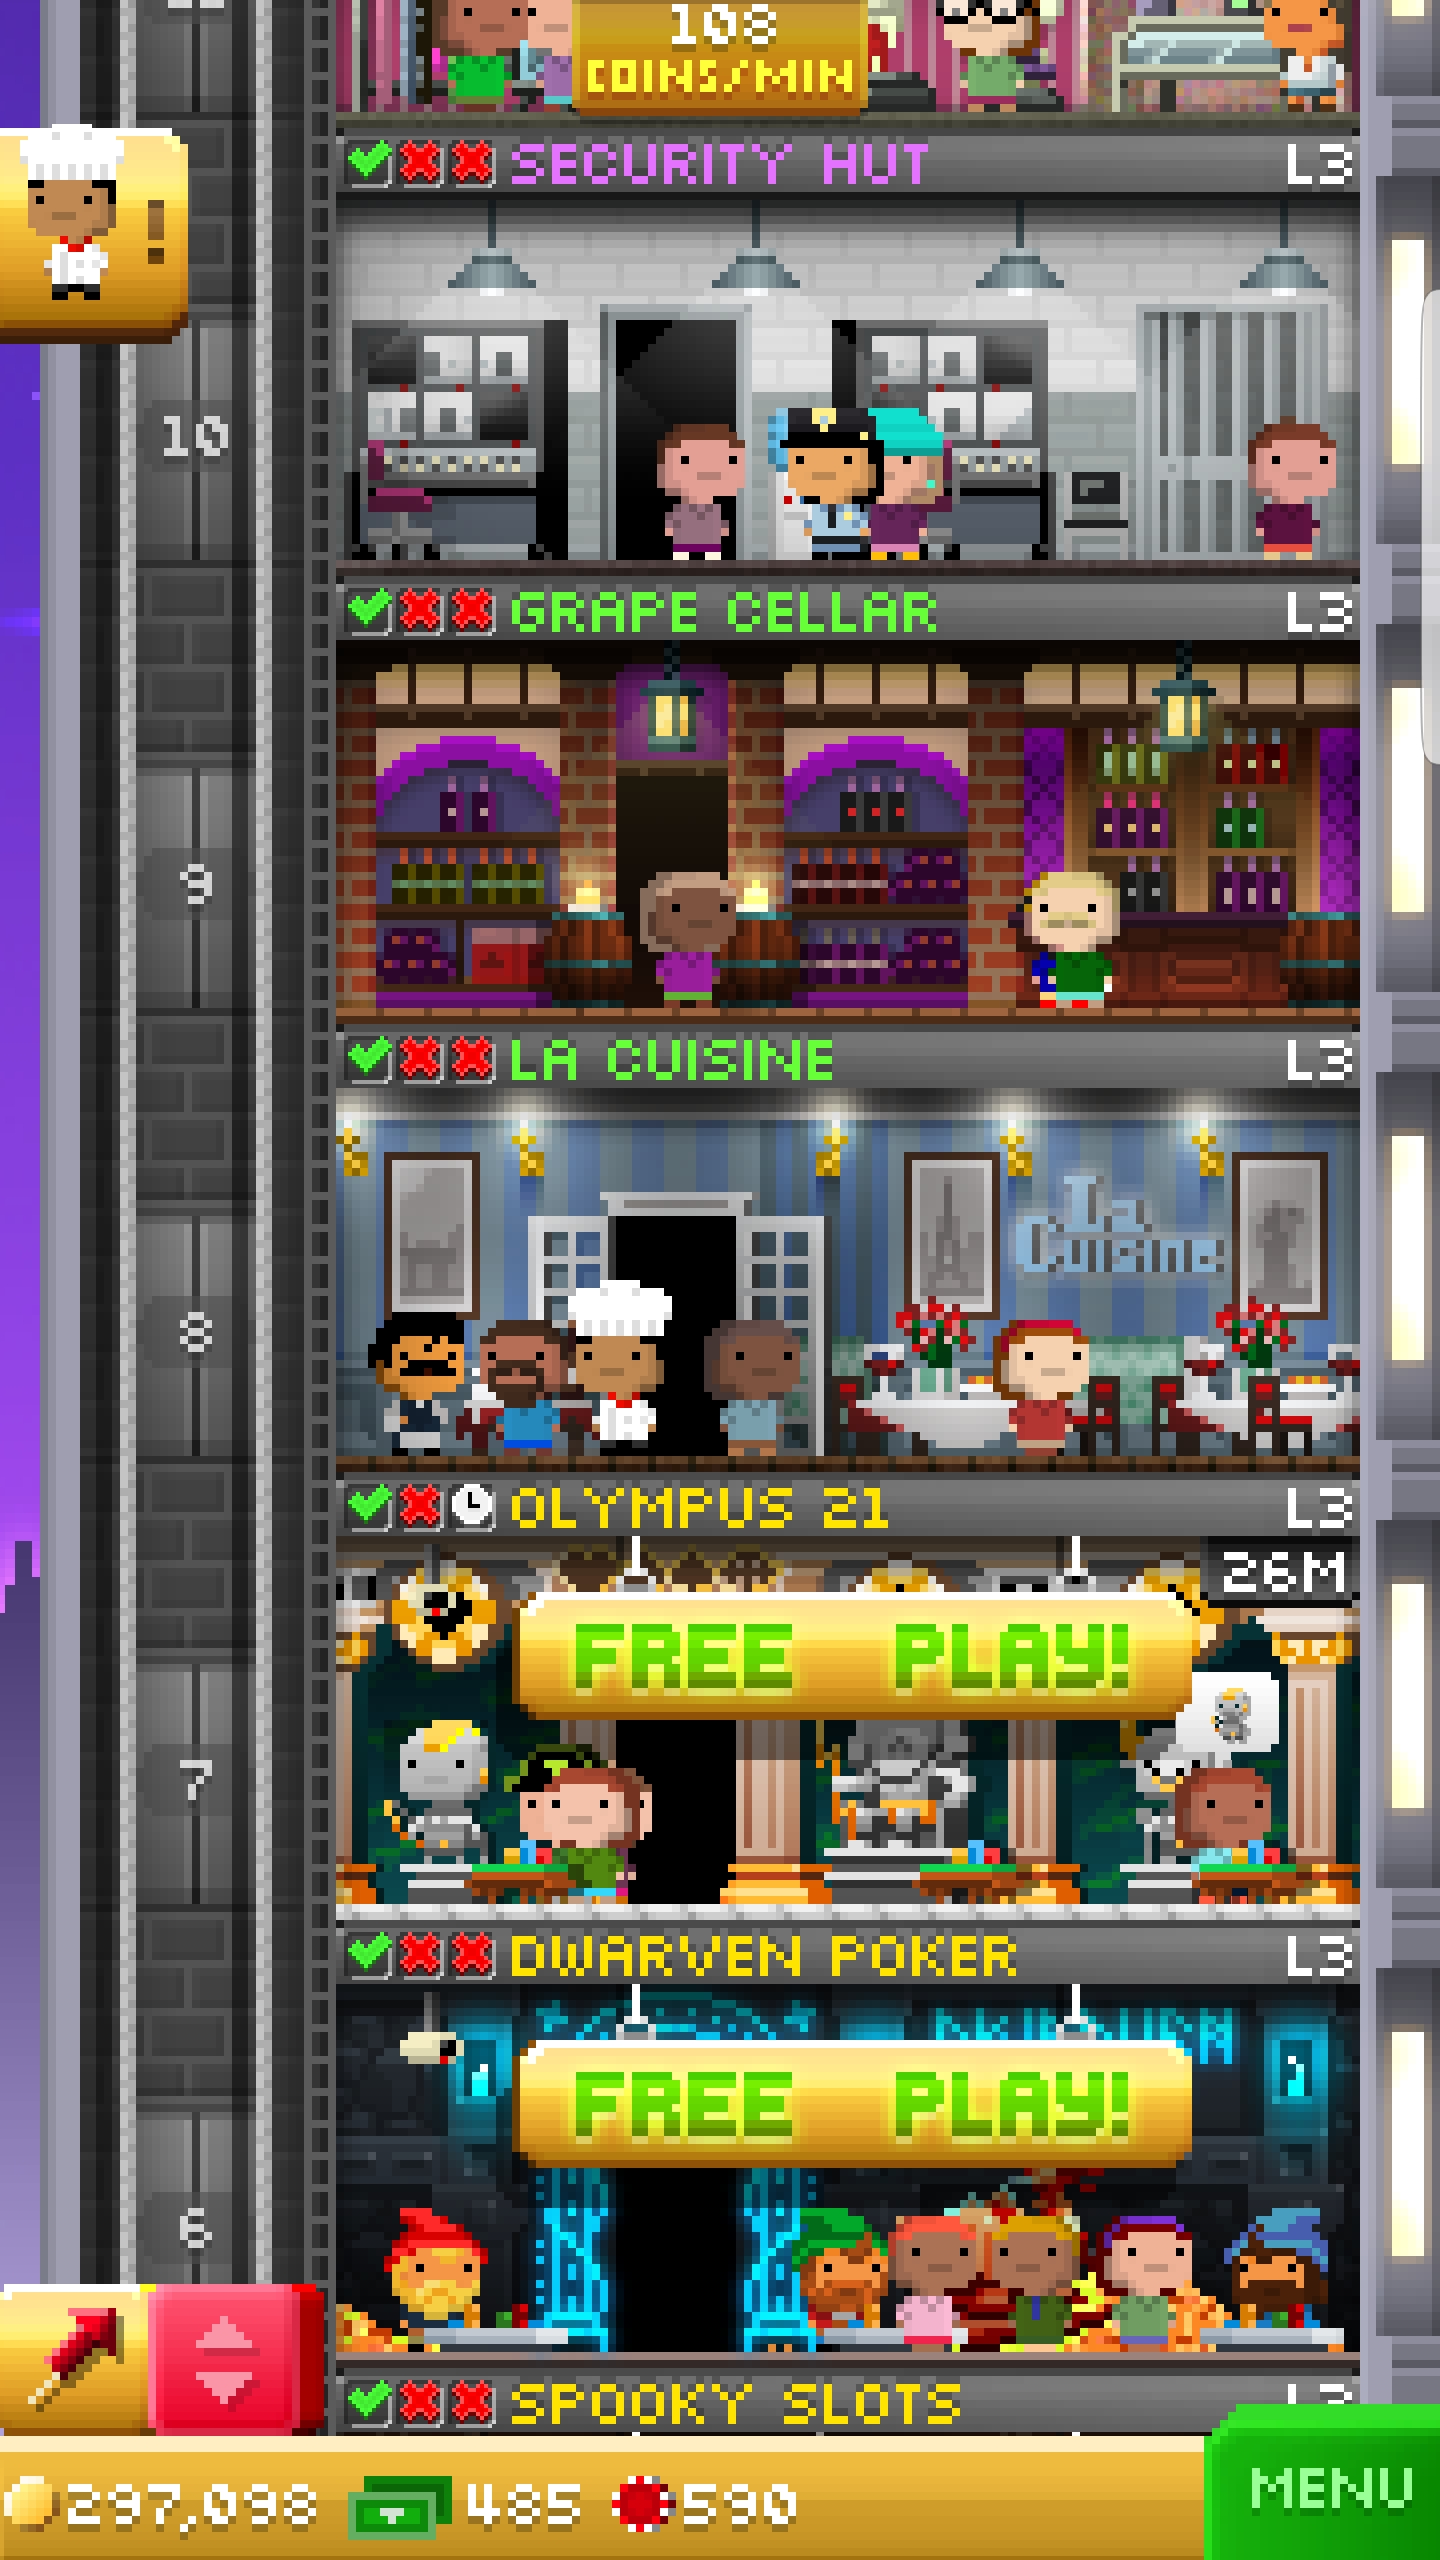 108
COINS/MIN
SECURITY HUT L3
10
GRAPE CELLAR L3
9
LA CUISINE L3
La
Cuisine
8
OLYMPUS 21 L3
26M
FREE PLAY!
7
DWARVEN POKER L3
FREE PLAY!
6
SPOOKY SLOTS L3
297,098 485 590 MENU